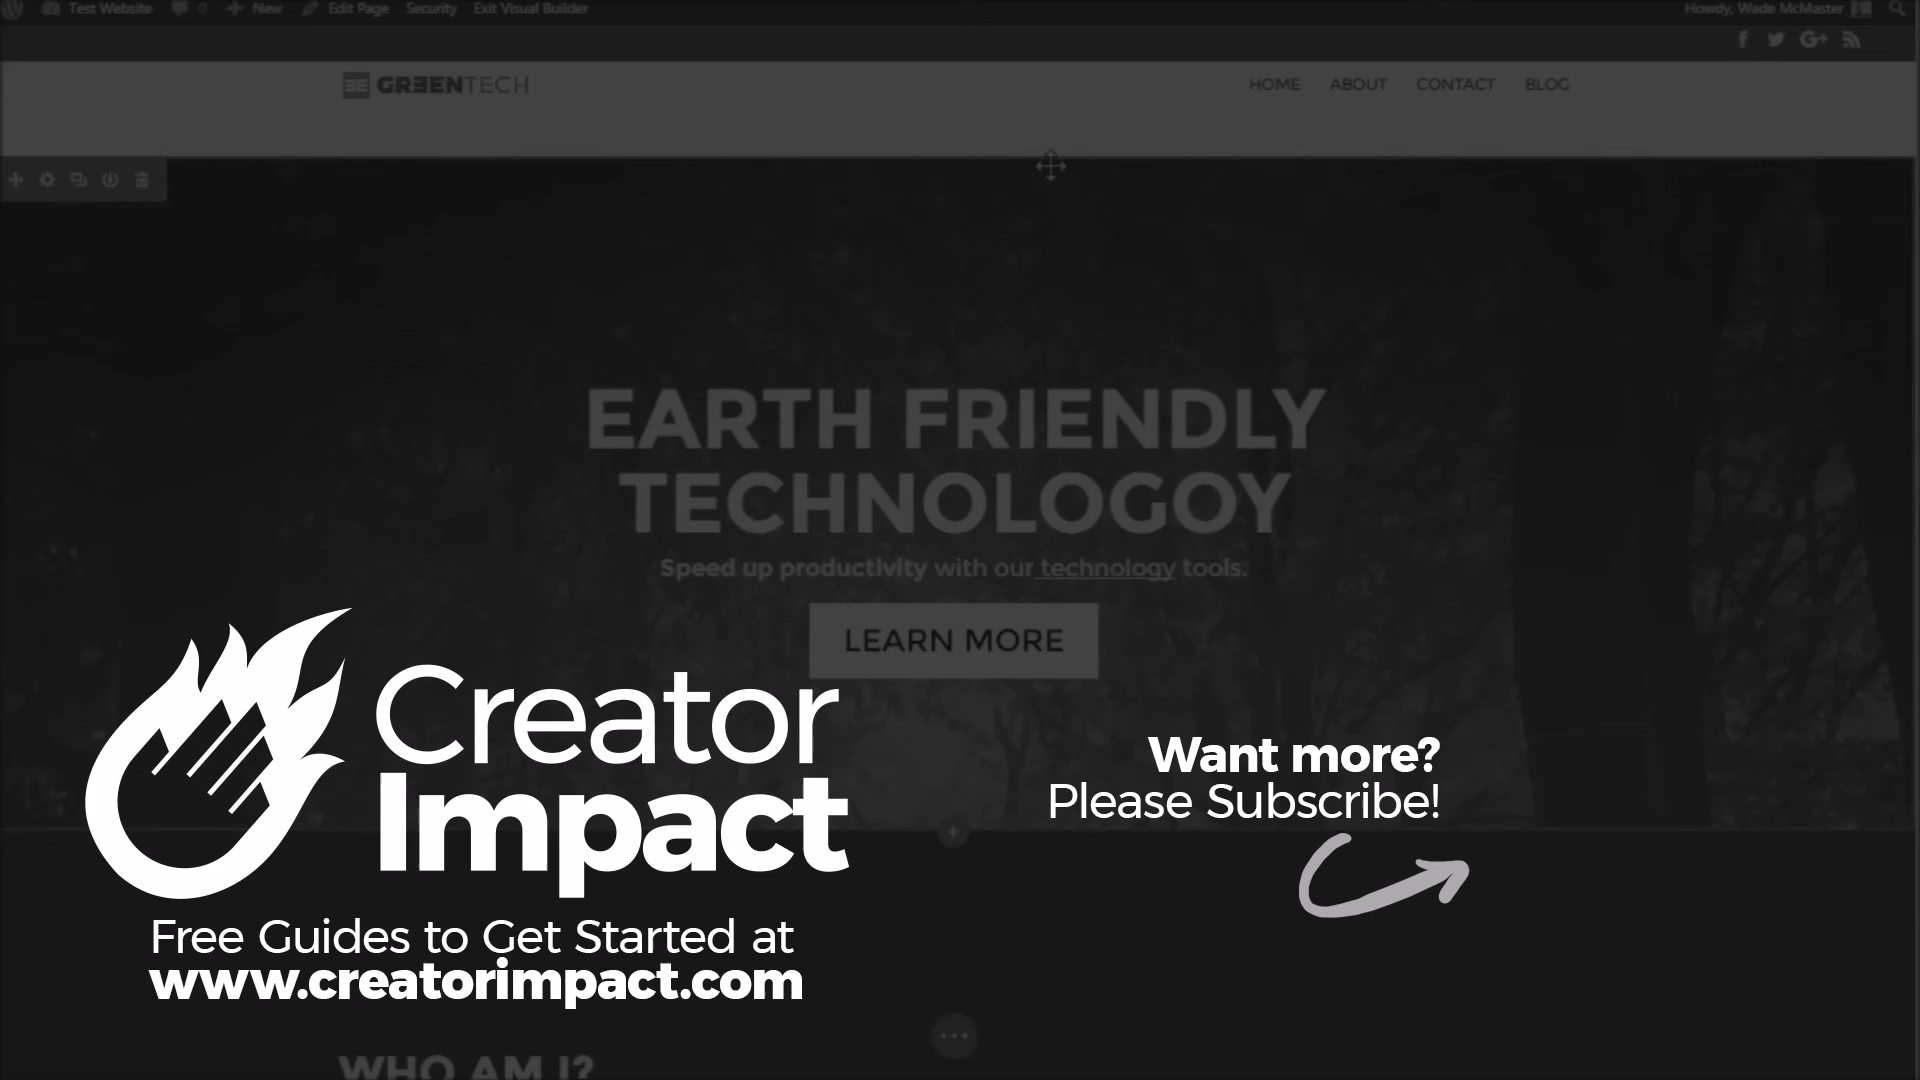 Test Website 0 New Edit Page Security Exit Visual Builder Howdy, Wade McMaster
GREENTECH HOME ABOUT CONTACT BLOG
EARTH FRIENDLY
TECHNOLOGOY
Speed up productivity with our technology tools.
LEARN MORE
Creator
Impact
Want more?
Please Subscribe!
Free Guides to Get Started at
www.creatorimpact.com
WHO AM I?